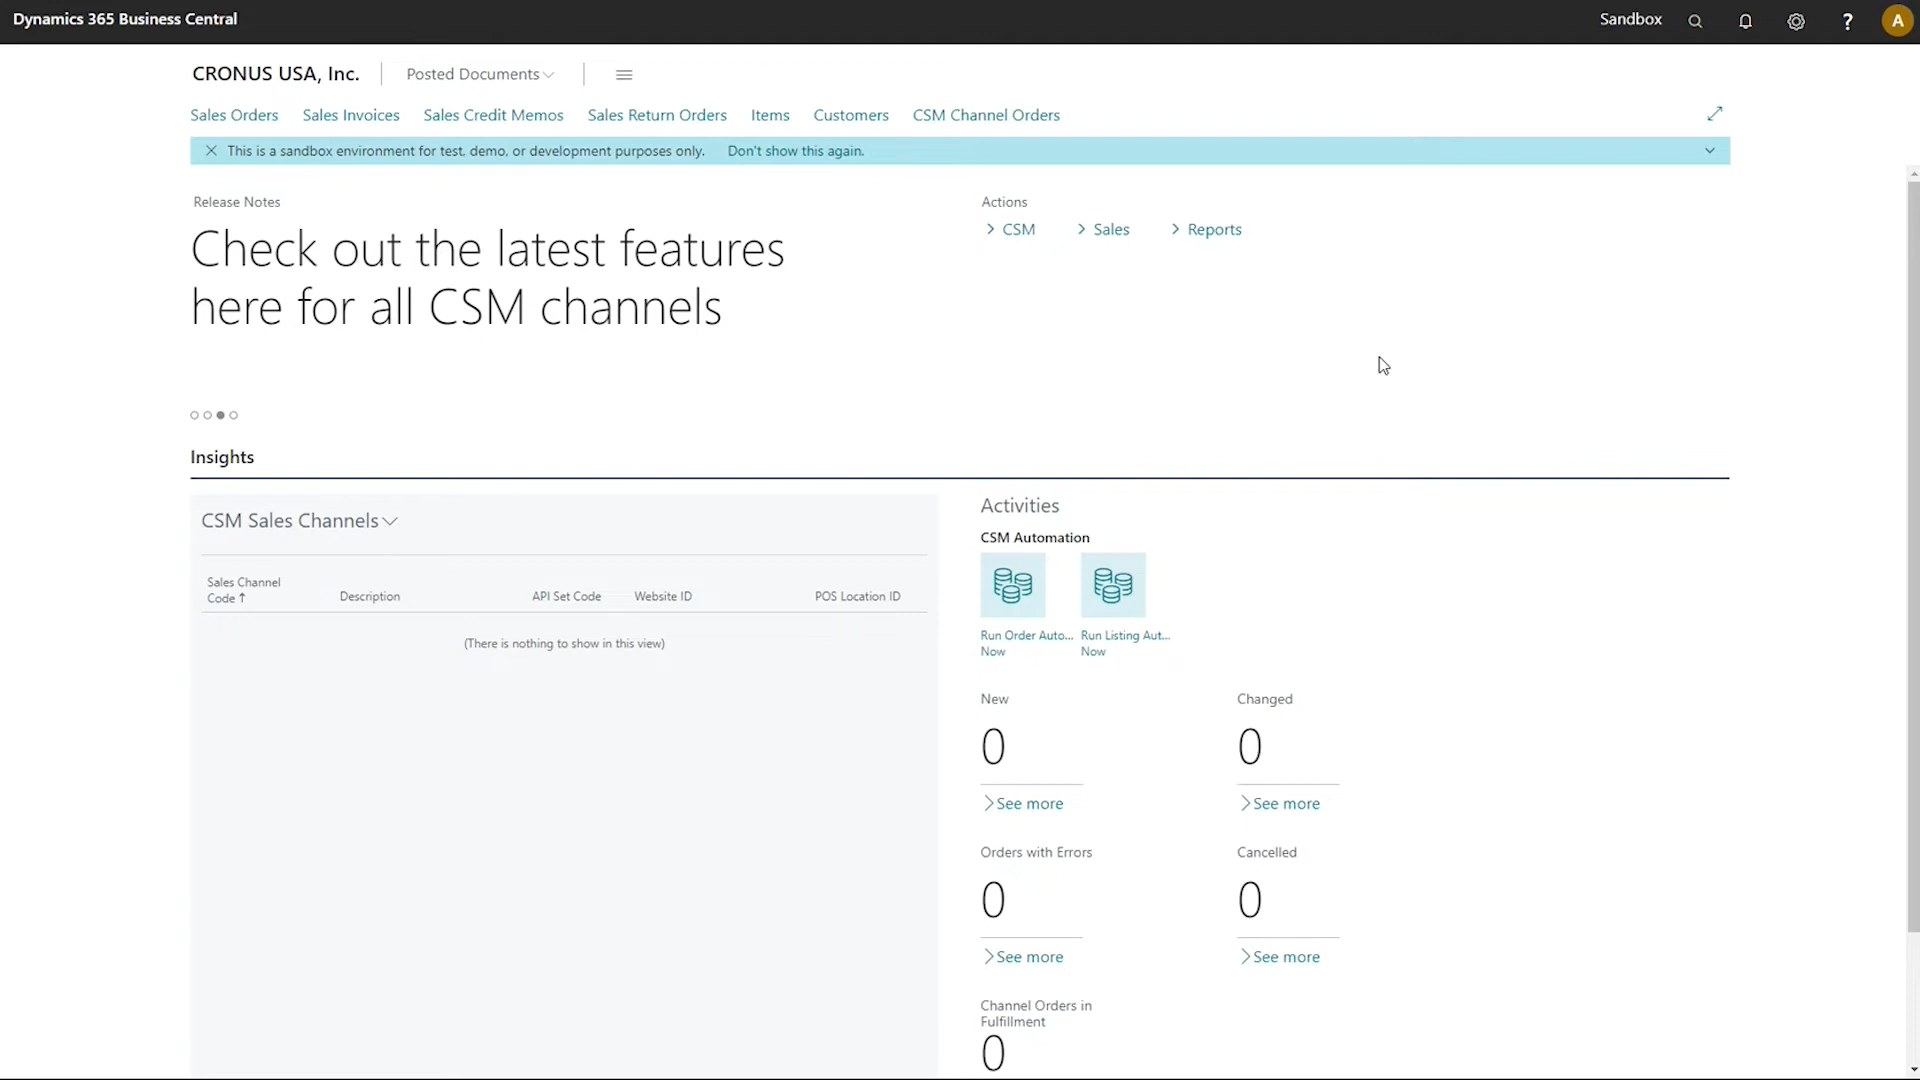 Dynamics 365 Business Central
Sandbox
?
A
CRONUS USA, Inc.
Posted Documents
Sales Orders
Sales Invoices
Sales Credit Memos
Sales Return Orders
Items
Customers
CSM Channel Orders
This is a sandbox environment for test, demo, or development purposes only.
Don't show this again.
Release Notes
Check out the latest features
here for all CSM channels
Actions
CSM
Sales
Reports
Insights
CSM Sales Channels
Sales Channel
Code ↑
Description
API Set Code
Website ID
POS Location ID
(There is nothing to show in this view)
Activities
CSM Automation
Run Order Auto...
Now
Run Listing Aut...
Now
New
0
See more
Changed
0
See more
Orders with Errors
0
See more
Cancelled
0
See more
Channel Orders in
Fulfillment
0